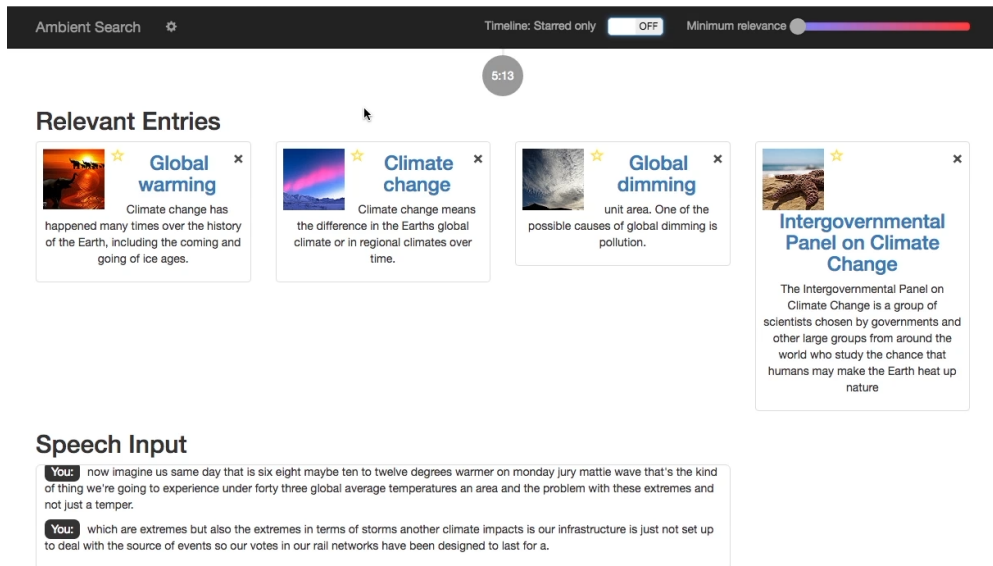 Ambient Search
Timeline: Starred only
OFF
Minimum relevance
5:13
Relevant Entries
Global
warming
Climate change has
happened many times over the history
of the Earth, including the coming and
going of ice ages.
Climate
change
Climate change means
the difference in the Earths global
climate or in regional climates over
time.
Global
dimming
unit area. One of the
possible causes of global dimming is
pollution.
Intergovernmental
Panel on Climate
Change
The Intergovernmental Panel on
Climate Change is a group of
scientists chosen by governments and
other large groups from around the
world who study the chance that
humans may make the Earth heat up
nature
Speech Input
You: now imagine us same day that is six eight maybe ten to twelve degrees warmer on monday jury mattie wave that's the kind
of thing we're going to experience under forty three global average temperatures an area and the problem with these extremes and
not just a temper.
You: which are extremes but also the extremes in terms of storms another climate impacts is our infrastructure is just not set up
to deal with the source of events so our votes in our rail networks have been designed to last for a.